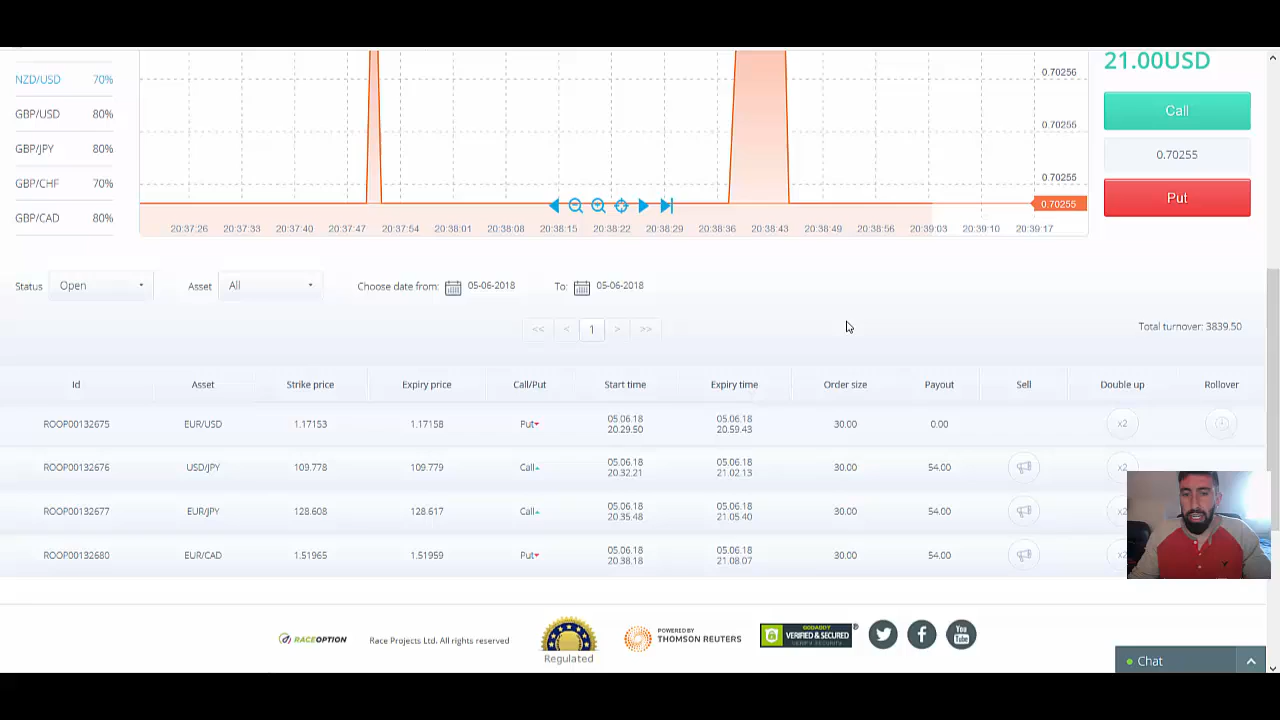 21.00USD
NZD/USD 70%
GBP/USD 80%
GBP/JPY 80%
GBP/CHF 70%
GBP/CAD 80%
0.70256
0.70255
0.70255
0.70255
20:37:26 20:37:33 20:37:40 20:37:47 20:37:54 20:38:01 20:38:08 20:38:15 20:38:22 20:38:29 20:38:36 20:38:43 20:38:49 20:38:56 20:39:03 20:39:10 20:39:17
Call
0.70255
Put
Status Open Asset All Choose date from: 05-06-2018 To: 05-06-2018
<< < 1 > >>
Total turnover: 3839.50
Id Asset Strike price Expiry price Call/Put Start time Expiry time Order size Payout Sell Double up Rollover
ROOP00132675 EUR/USD 1.17153 1.17158 Put 05.06.18 20.29.50 05.06.18 20.59.43 30.00 0.00 x2
ROOP00132676 USD/JPY 109.778 109.779 Call 05.06.18 20.32.21 05.06.18 21.02.13 30.00 54.00 x2
ROOP00132677 EUR/JPY 128.608 128.617 Call 05.06.18 20.35.48 05.06.18 21.05.40 30.00 54.00 x2
ROOP00132680 EUR/CAD 1.51965 1.51959 Put 05.06.18 20.38.18 05.06.18 21.08.07 30.00 54.00 x2
RACEOPTION
Race Projects Ltd. All rights reserved
Regulated
POWERED BY
THOMSON REUTERS
GODADDY
VERIFIED & SECURED
VERIFY SECURITY
You
Tube
Chat